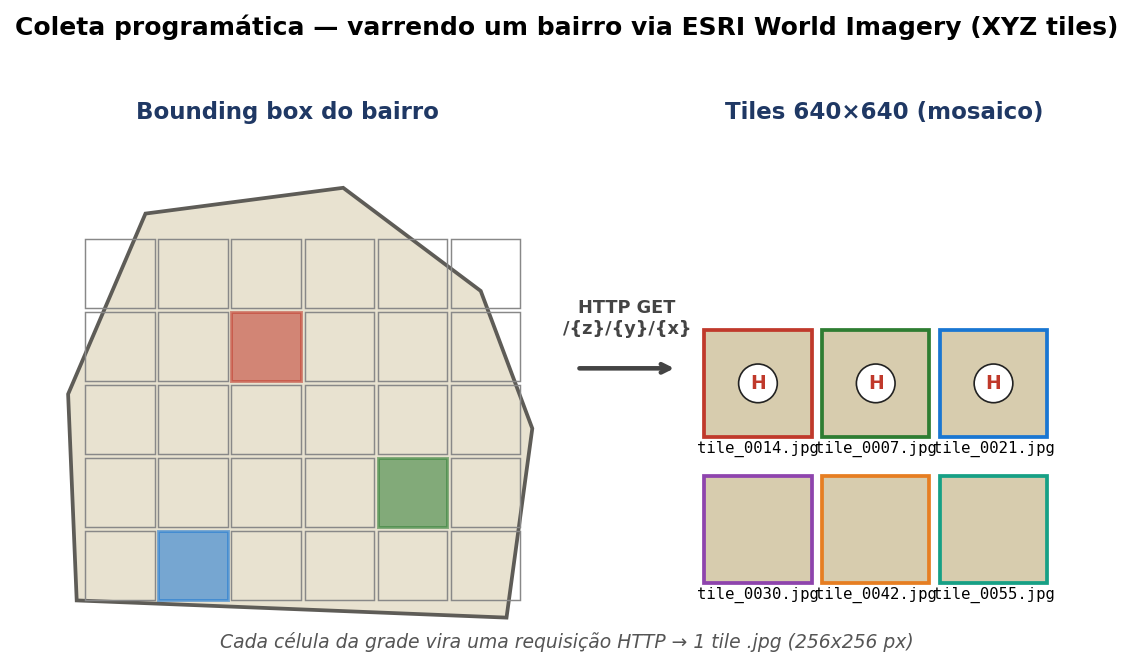 Coleta programática — varrendo um bairro via ESRI World Imagery (XYZ tiles)
Bounding box do bairro
Tiles 640×640 (mosaico)
HTTP GET
/{z}/{y}/{x}
H H H
tile_0014.jpg tile_0007.jpg tile_0021.jpg
tile_0030.jpg tile_0042.jpg tile_0055.jpg
Cada célula da grade vira uma requisição HTTP → 1 tile .jpg (256x256 px)